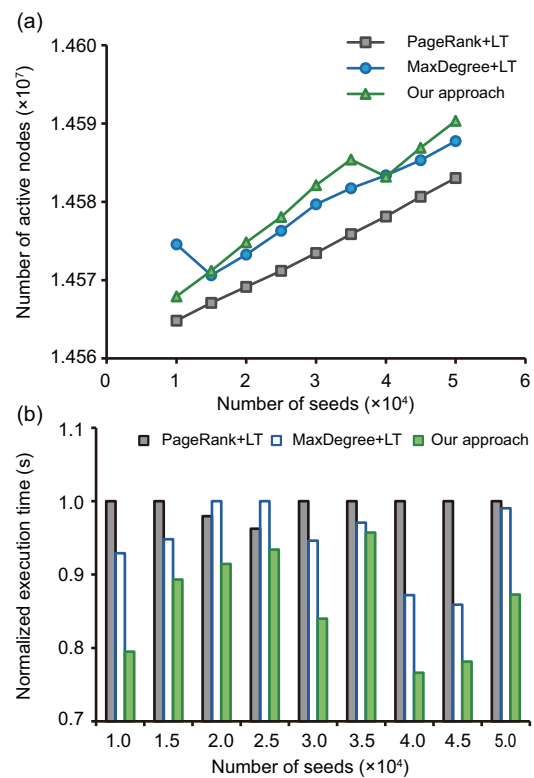 (a)
1.460
1.459
1.458
1.457
1.456
Number of active nodes (×10⁷)
PageRank+LT
MaxDegree+LT
Our approach
0 1 2 3 4 5 6
Number of seeds (×10⁴)
(b)
1.1
1.0
0.9
0.8
0.7
Normalized execution time (s)
PageRank+LT MaxDegree+LT Our approach
1.0 1.5 2.0 2.5 3.0 3.5 4.0 4.5 5.0
Number of seeds (×10⁴)